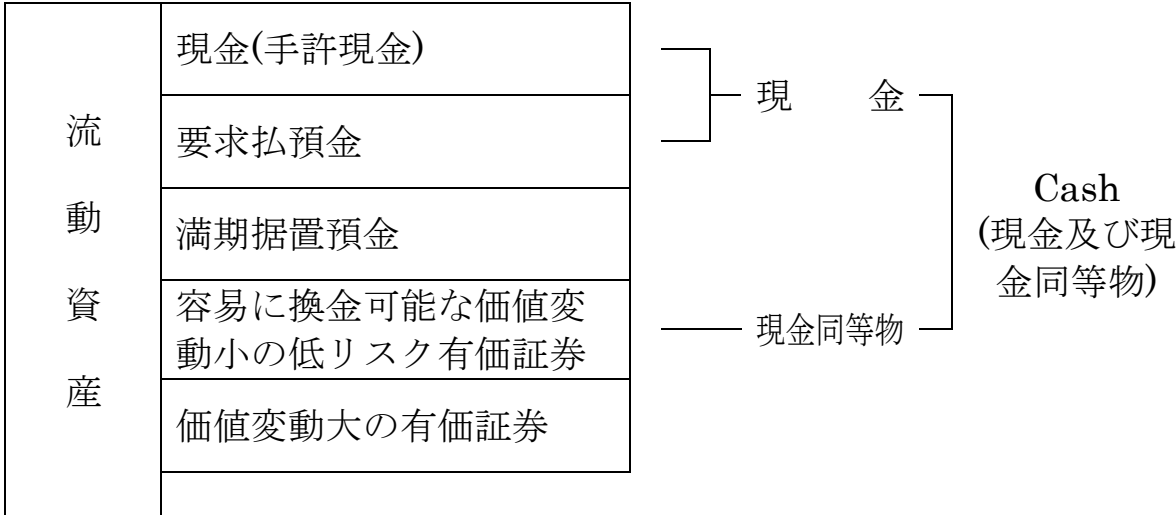 流動資産
現金(手許現金)
要求払預金
満期据置預金
容易に換金可能な価値変
動小の低リスク有価証券
価値変動大の有価証券
現　　金
現金同等物
Cash
(現金及び現
金同等物)